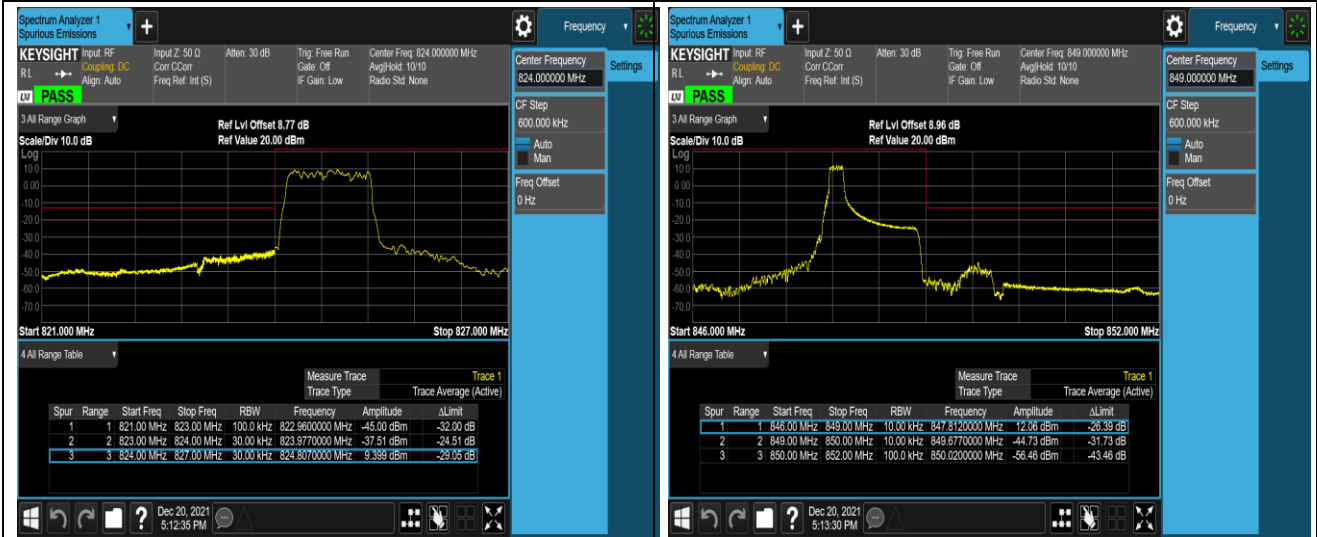 Spectrum Analyzer 1
Spurious Emissions
Frequency
KEYSIGHT
R L
LXI
PASS
Input: RF
Coupling: DC
Align: Auto
Input Z: 50 Ω
Corr CCorr
Freq Ref: Int (S)
Atten: 30 dB
Trig: Free Run
Gate: Off
IF Gain: Low
Center Freq: 824.000000 MHz
Avg|Hold: 10/10
Radio Std: None
Center Frequency
824.000000 MHz
Settings
CF Step
600.000 kHz
Auto
Man
Freq Offset
0 Hz
3 All Range Graph
Scale/Div 10.0 dB
Ref Lvl Offset 8.77 dB
Ref Value 20.00 dBm
Log
10.0
0.00
-10.0
-20.0
-30.0
-40.0
-50.0
-60.0
-70.0
Start 821.000 MHz
Stop 827.000 MHz
4 All Range Table
Measure Trace Trace 1
Trace Type Trace Average (Active)
Spur Range Start Freq Stop Freq RBW Frequency Amplitude ΔLimit
1 1 821.00 MHz 823.00 MHz 100.0 kHz 822.9600000 MHz -45.00 dBm -32.00 dB
2 2 823.00 MHz 824.00 MHz 30.00 kHz 823.9770000 MHz -37.51 dBm -24.51 dB
3 3 824.00 MHz 827.00 MHz 30.00 kHz 824.8070000 MHz 9.399 dBm -29.05 dB
?
Dec 20, 2021
5:12:35 PM
Spectrum Analyzer 1
Spurious Emissions
Frequency
KEYSIGHT
R L
LXI
PASS
Input: RF
Coupling: DC
Align: Auto
Input Z: 50 Ω
Corr CCorr
Freq Ref: Int (S)
Atten: 30 dB
Trig: Free Run
Gate: Off
IF Gain: Low
Center Freq: 849.000000 MHz
Avg|Hold: 10/10
Radio Std: None
Center Frequency
849.000000 MHz
Settings
CF Step
600.000 kHz
Auto
Man
Freq Offset
0 Hz
3 All Range Graph
Scale/Div 10.0 dB
Ref Lvl Offset 8.96 dB
Ref Value 20.00 dBm
Log
10.0
0.00
-10.0
-20.0
-30.0
-40.0
-50.0
-60.0
-70.0
Start 846.000 MHz
Stop 852.000 MHz
4 All Range Table
Measure Trace Trace 1
Trace Type Trace Average (Active)
Spur Range Start Freq Stop Freq RBW Frequency Amplitude ΔLimit
1 1 846.00 MHz 849.00 MHz 10.00 kHz 847.8120000 MHz 12.06 dBm -26.39 dB
2 2 849.00 MHz 850.00 MHz 10.00 kHz 849.6770000 MHz -44.73 dBm -31.73 dB
3 3 850.00 MHz 852.00 MHz 100.0 kHz 850.0200000 MHz -56.46 dBm -43.46 dB
?
Dec 20, 2021
5:13:30 PM